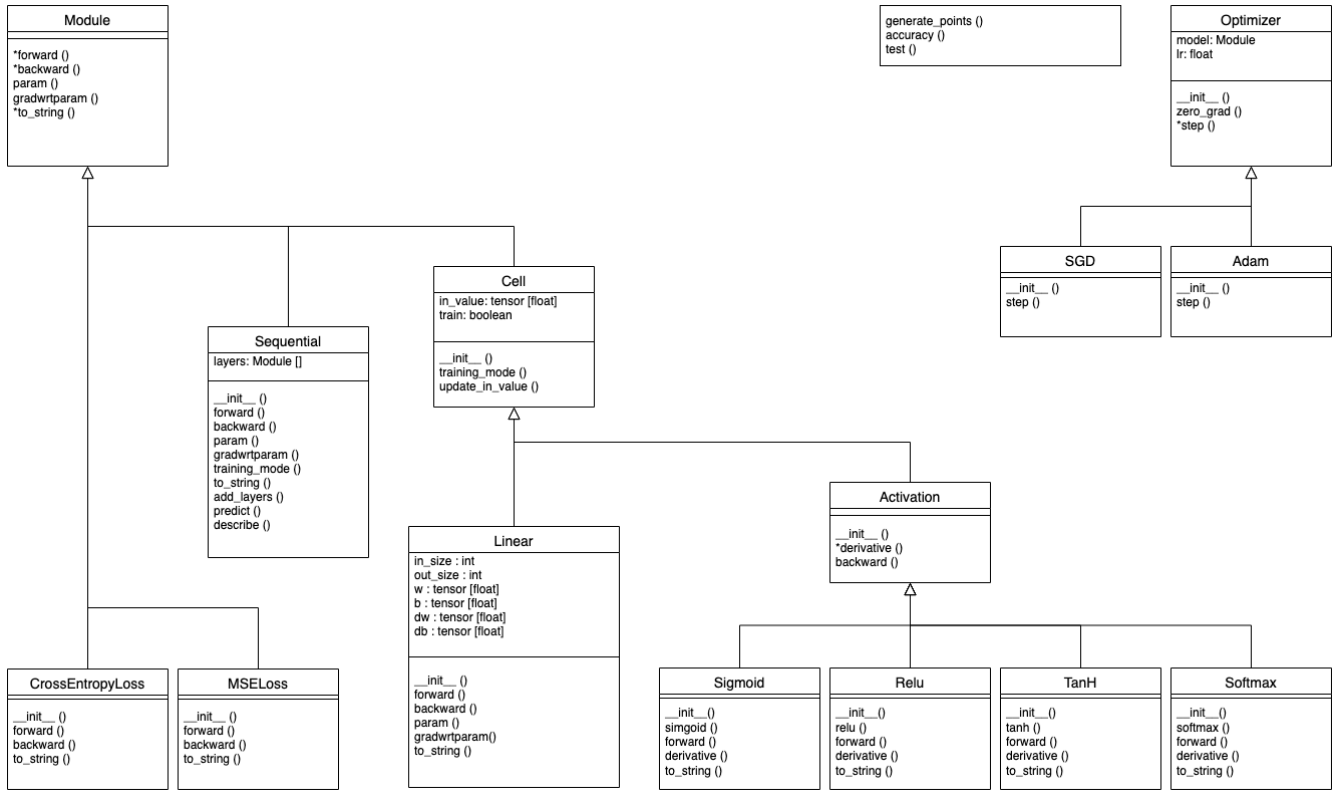 Module
*forward ()
*backward ()
param ()
gradwrtparam ()
*to_string ()
generate_points ()
accuracy ()
test ()
Optimizer
model: Module
lr: float
__init__ ()
zero_grad ()
*step ()
SGD
__init__ ()
step ()
Adam
__init__ ()
step ()
Cell
in_value: tensor [float]
train: boolean
__init__ ()
training_mode ()
update_in_value ()
Sequential
layers: Module []
__init__ ()
forward ()
backward ()
param ()
gradwrtparam ()
training_mode ()
to_string ()
add_layers ()
predict ()
describe ()
Linear
in_size : int
out_size : int
w : tensor [float]
b : tensor [float]
dw : tensor [float]
db : tensor [float]
__init__ ()
forward ()
backward ()
param ()
gradwrtparam()
to_string ()
Activation
__init__ ()
*derivative ()
backward ()
CrossEntropyLoss
__init__ ()
forward ()
backward ()
to_string ()
MSELoss
__init__ ()
forward ()
backward ()
to_string ()
Sigmoid
__init__()
simgoid ()
forward ()
derivative ()
to_string ()
Relu
__init__()
relu ()
forward ()
derivative ()
to_string ()
TanH
__init__()
tanh ()
forward ()
derivative ()
to_string ()
Softmax
__init__()
softmax ()
forward ()
derivative ()
to_string ()